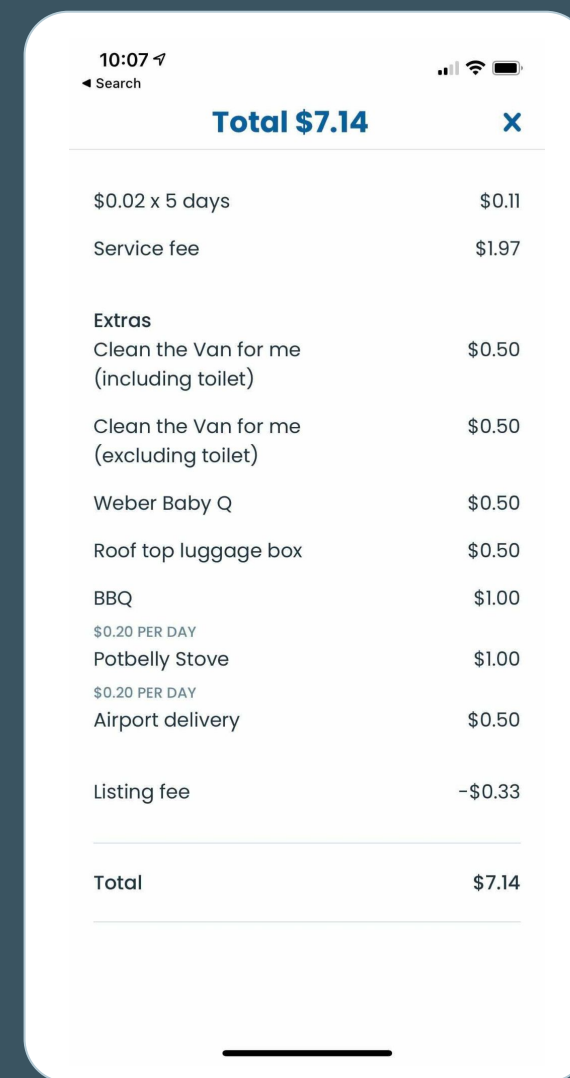 10:07
◀ Search
Total $7.14
$0.02 x 5 days $0.11
Service fee $1.97
Extras
Clean the Van for me $0.50
(including toilet)
Clean the Van for me $0.50
(excluding toilet)
Weber Baby Q $0.50
Roof top luggage box $0.50
BBQ $1.00
$0.20 PER DAY
Potbelly Stove $1.00
$0.20 PER DAY
Airport delivery $0.50
Listing fee -$0.33
Total $7.14